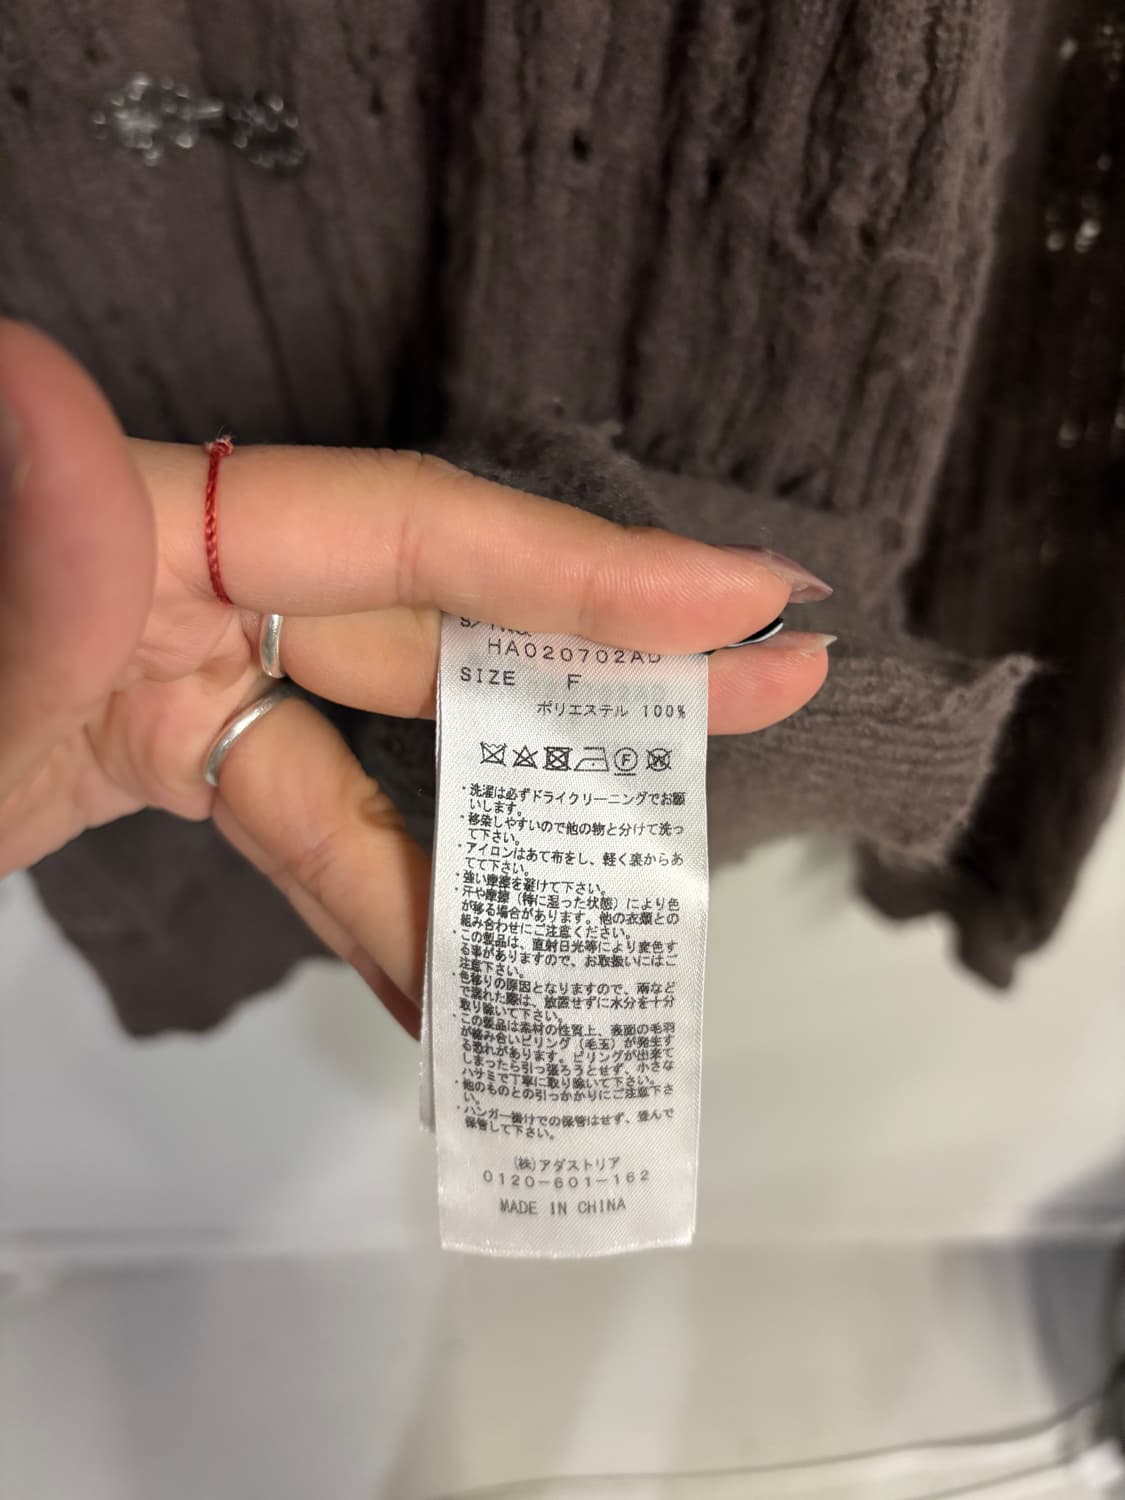 S/T NO.
HA020702AD
SIZE F
ポリエステル 100%
F
W
・洗濯は必ずドライクリーニングでお願
いします。
・移染しやすいので他の物と分けて洗っ
て下さい。
・アイロンはあて布をし、軽く裏からあ
てて下さい。
・強い摩擦を避けて下さい。
・汗や摩擦（特に湿った状態）により色
が移る場合があります。他の衣類との
組み合わせにご注意ください。
・この製品は、直射日光等により変色す
る事がありますので、お取扱いにはご
注意下さい。
・色移りの原因となりますので、雨など
で濡れた際は、放置せずに水分を十分
取り除いて下さい。
・この製品は素材の性質上、表面の毛羽
が絡み合いピリング（毛玉）が発生す
る恐れがあります。ピリングが出来て
しまったら引っ張ろうとせず、小さな
ハサミで丁寧に取り除いて下さい。
・他のものとの引っかかりにご注意下さ
い。
・ハンガー掛けでの保管はせず、畳んで
保管して下さい。
(株)アダストリア
0120-601-162
MADE IN CHINA